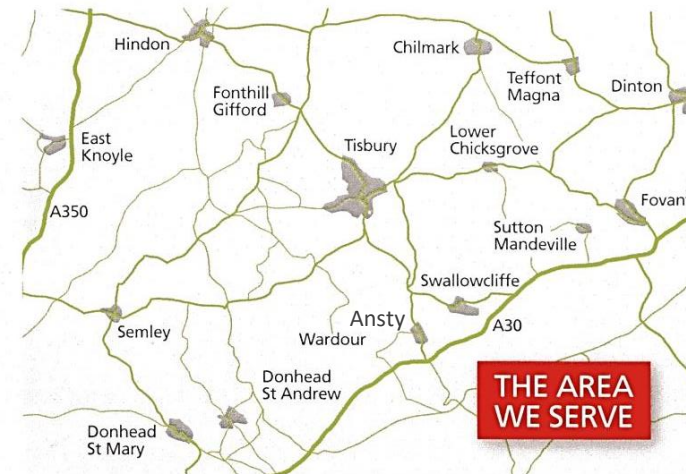 Hindon
Chilmark
Teffont
Magna
Dinton
Fonthill
Gifford
East
Knoyle
Tisbury
Lower
Chicksgrove
A350
Fovant
Sutton
Mandeville
Swallowcliffe
Ansty
A30
Semley
Wardour
Donhead
St Andrew
Donhead
St Mary
THE AREA
WE SERVE